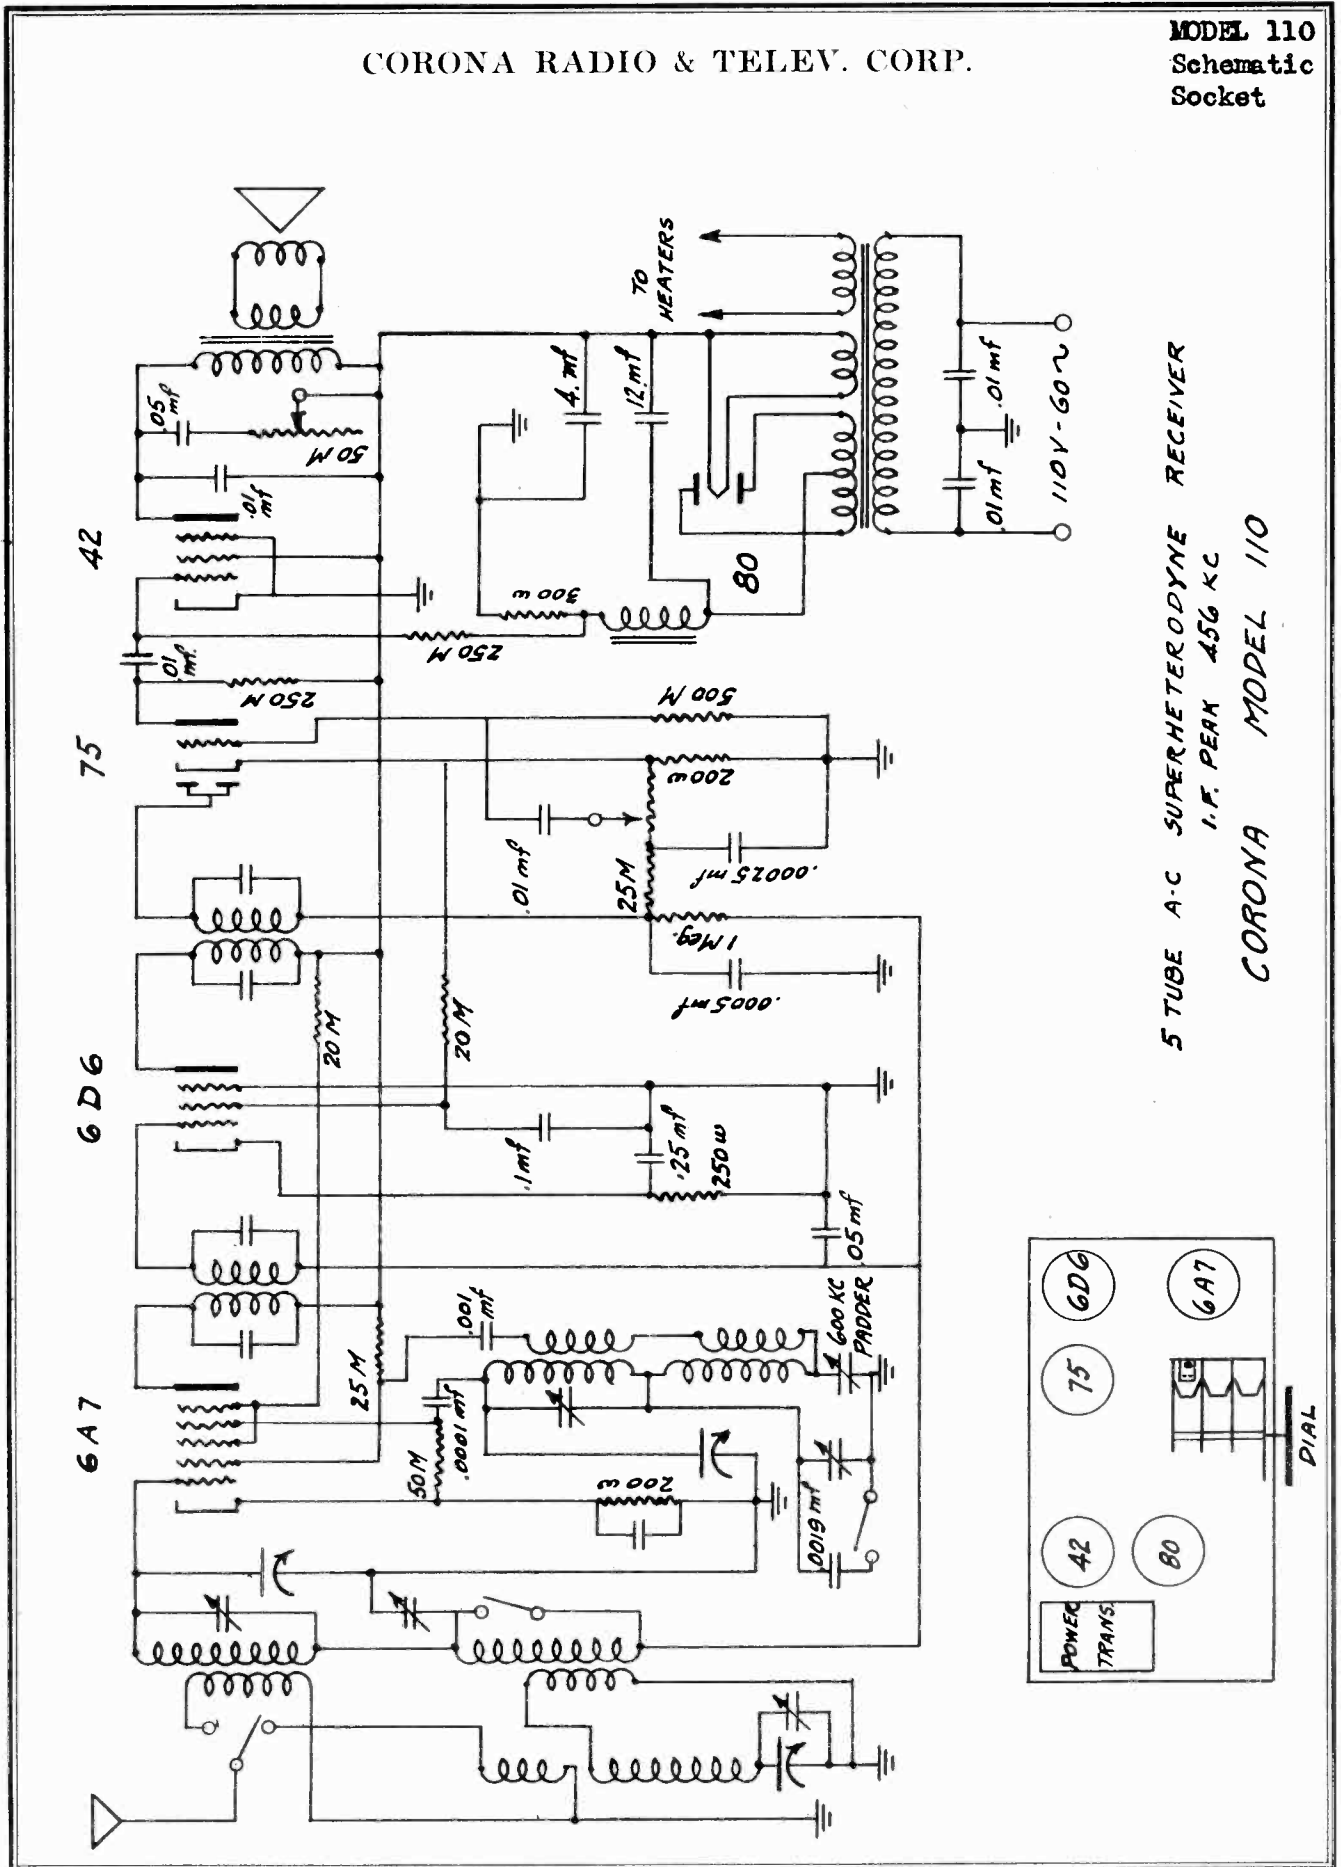 MODEL 110
Schematic
Socket
CORONA RADIO & TELEV. CORP.
42
75
6D6
6A7
.05
mf
50 M
.01
mf
.01
mf.
250 M
250 M
300 ω
4. mf
12. mf
TO
HEATERS
80
.01 mf
.01 mf
110V-60~
500 M
200 ω
.01 mf
25 M
.00025 mf
1 Meg.
.0005 mf
20 M
20 M
.1 mf
.25 mf
250 ω
.05 mf
25 M
.001
mf
600 KC
PADDER
.0001 mf
50 M
200 ω
.0019 mf
5 TUBE A-C SUPERHETERODYNE RECEIVER
I.F. PEAK 456 KC
CORONA MODEL 110
6D6
6A7
75
42
80
POWER
TRANS.
DIAL